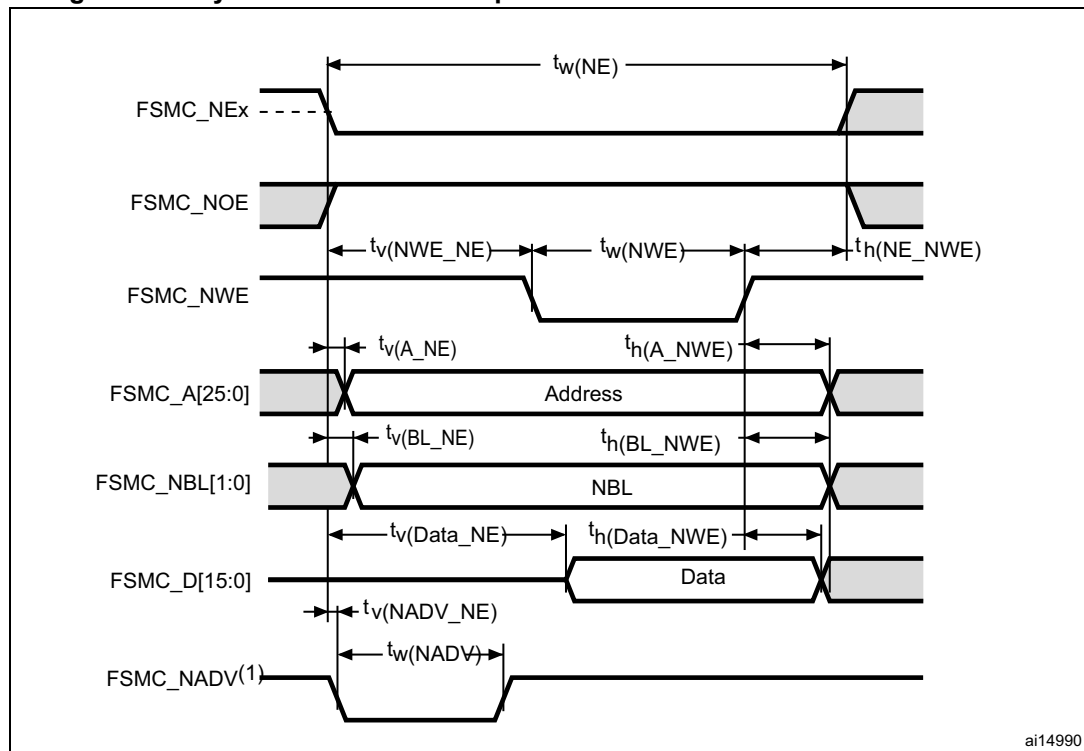 tw(NE)
FSMC_NEx
FSMC_NOE
tv(NWE_NE) tw(NWE) th(NE_NWE)
FSMC_NWE
tv(A_NE) th(A_NWE)
FSMC_A[25:0] Address
tv(BL_NE) th(BL_NWE)
FSMC_NBL[1:0] NBL
tv(Data_NE) th(Data_NWE)
FSMC_D[15:0] Data
tv(NADV_NE)
tw(NADV)
FSMC_NADV(1)
ai14990